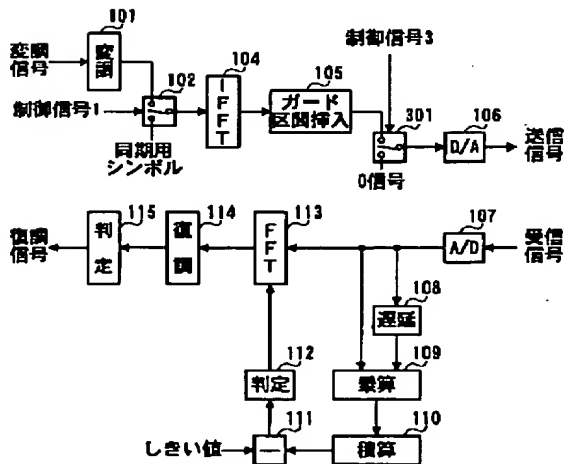 101
変調
信号
変調
制御信号1
102
同期用
シンボル
104
IFFT
105
ガード
区間挿入
制御信号3
301
0信号
106
D/A
送信
信号
115
復調
信号
判定
114
復調
113
FFT
107
A/D
受信
信号
108
遅延
109
乗算
110
積算
112
判定
111
しきい値
—